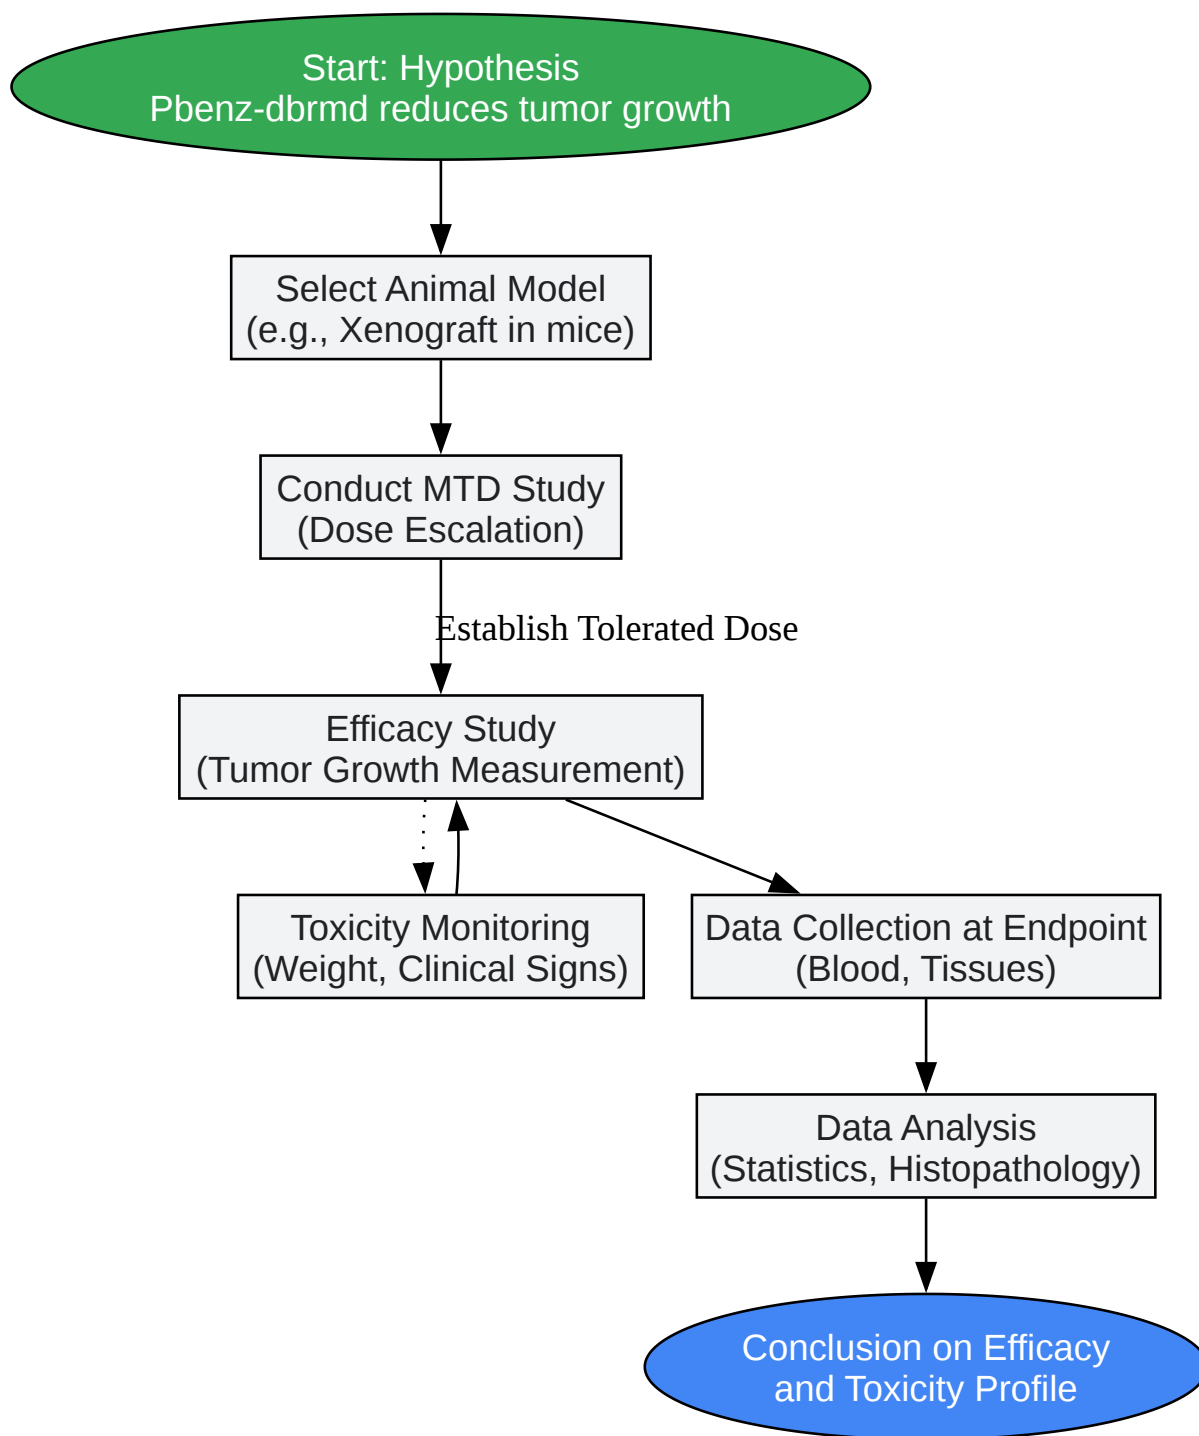 Start: Hypothesis
Pbenz-dbrmd reduces tumor growth
Select Animal Model
(e.g., Xenograft in mice)
Conduct MTD Study
(Dose Escalation)
Establish Tolerated Dose
Efficacy Study
(Tumor Growth Measurement)
Toxicity Monitoring
(Weight, Clinical Signs)
Data Collection at Endpoint
(Blood, Tissues)
Data Analysis
(Statistics, Histopathology)
Conclusion on Efficacy
and Toxicity Profile